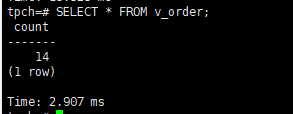 tpch=# SELECT * FROM v_order;
 count
-------
    14
(1 row)

Time: 2.907 ms